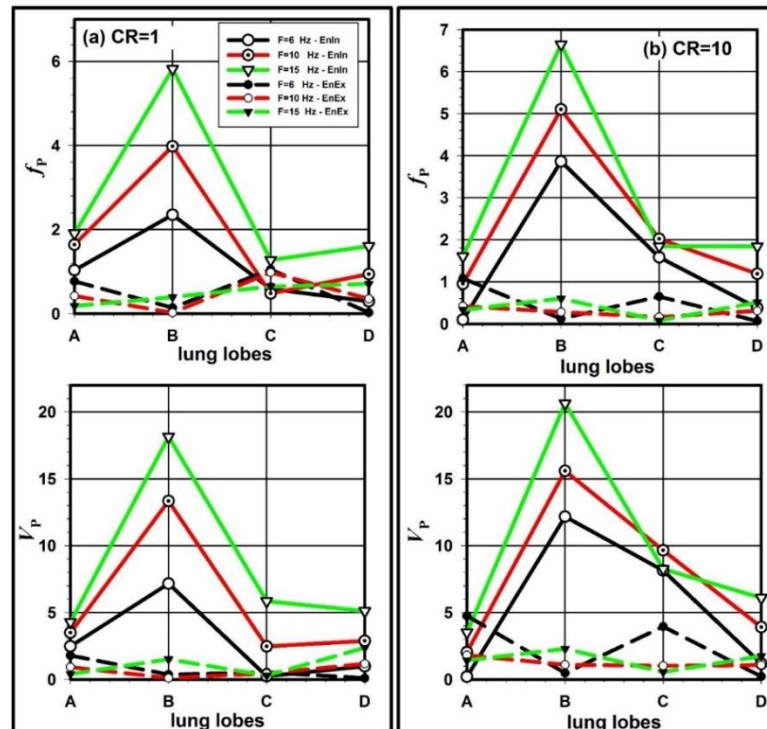 (a) CR=1
F=6 Hz - EnIn
F=10 Hz - EnIn
F=15 Hz - EnIn
F=6 Hz - EnEx
F=10 Hz - EnEx
F=15 Hz - EnEx
6
4
2
0
fP
A B C D
lung lobes
(b) CR=10
7
6
5
4
3
2
1
0
fP
A B C D
lung lobes
20
15
10
5
0
VP
A B C D
lung lobes
20
15
10
5
0
VP
A B C D
lung lobes